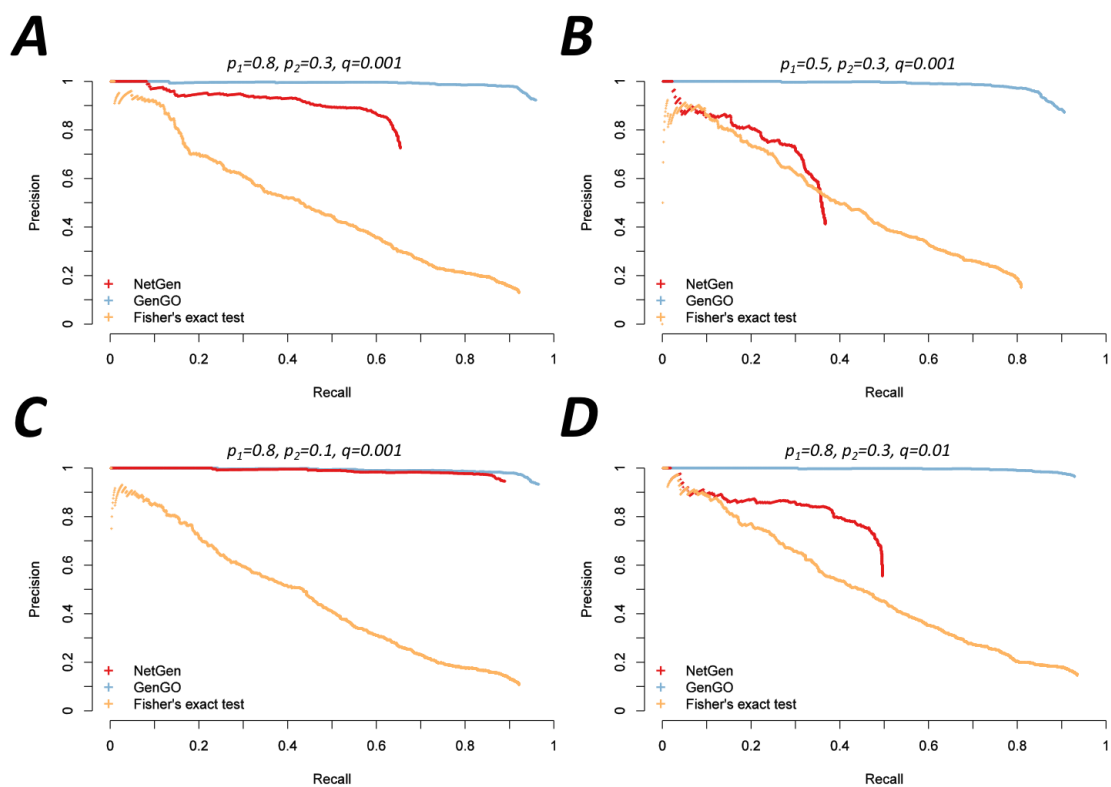 A
p1=0.8, p2=0.3, q=0.001
Precision
0 0.2 0.4 0.6 0.8 1
NetGen
GenGO
Fisher's exact test
0 0.2 0.4 0.6 0.8 1
Recall
B
p1=0.5, p2=0.3, q=0.001
Precision
0 0.2 0.4 0.6 0.8 1
NetGen
GenGO
Fisher's exact test
0 0.2 0.4 0.6 0.8 1
Recall
C
p1=0.8, p2=0.1, q=0.001
Precision
0 0.2 0.4 0.6 0.8 1
NetGen
GenGO
Fisher's exact test
0 0.2 0.4 0.6 0.8 1
Recall
D
p1=0.8, p2=0.3, q=0.01
Precision
0 0.2 0.4 0.6 0.8 1
NetGen
GenGO
Fisher's exact test
0 0.2 0.4 0.6 0.8 1
Recall